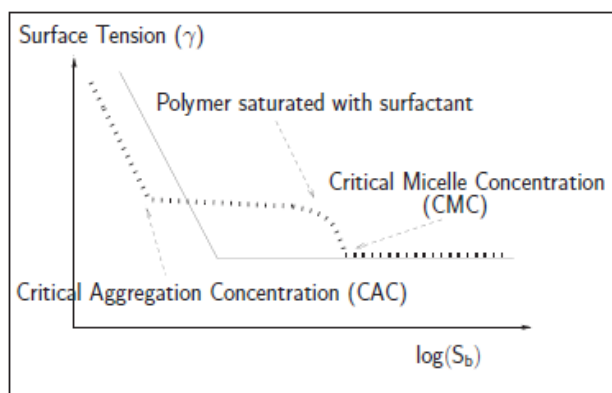 Surface Tension (γ)
Polymer saturated with surfactant
Critical Micelle Concentration
(CMC)
Critical Aggregation Concentration (CAC)
log(S_b)